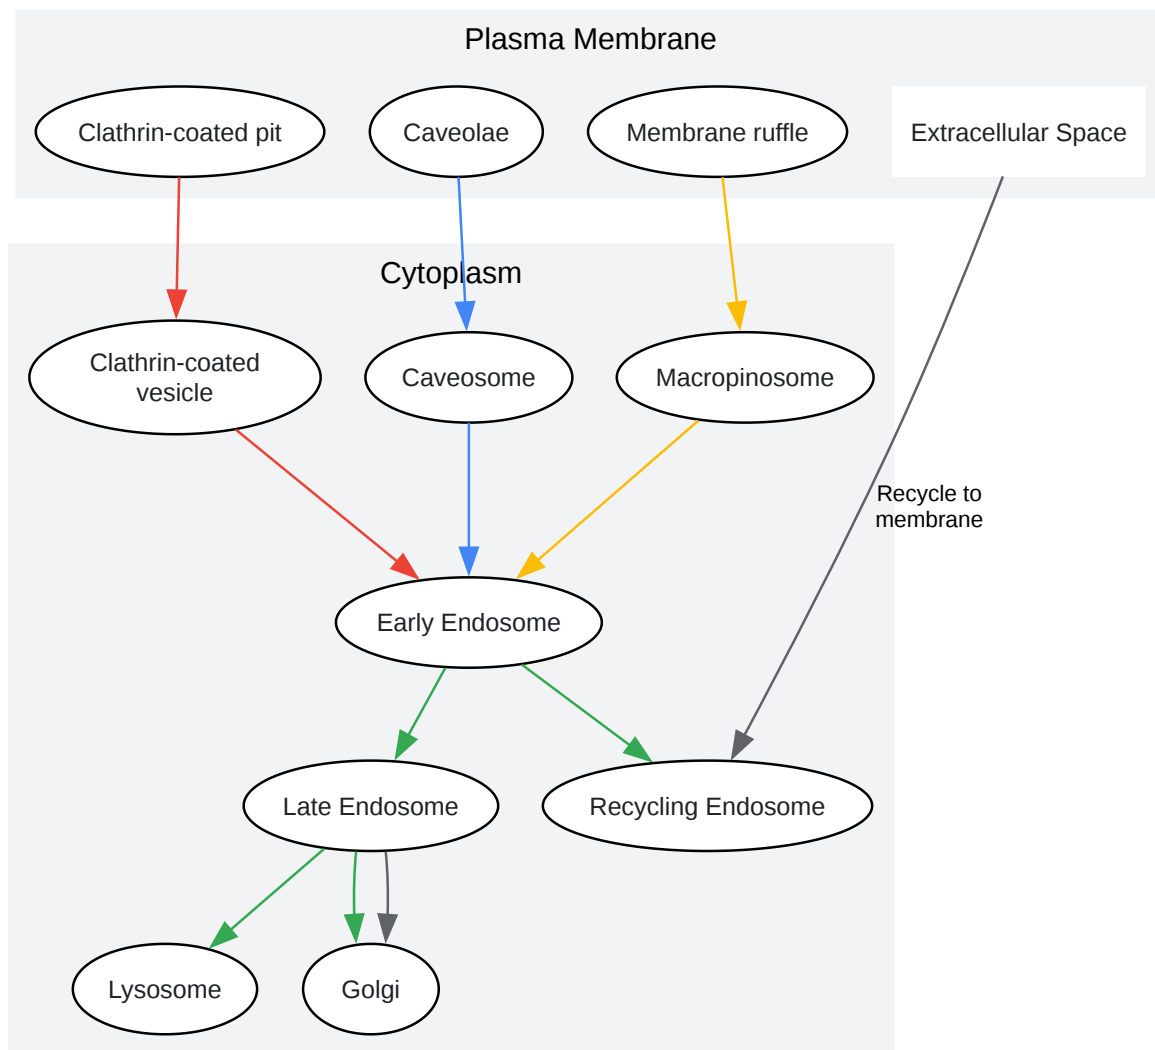 Plasma Membrane
Clathrin-coated pit
Caveolae
Membrane ruffle
Extracellular Space
Cytoplasm
Clathrin-coated
vesicle
Caveosome
Macropinosome
Recycle to
membrane
Early Endosome
Late Endosome
Recycling Endosome
Lysosome
Golgi